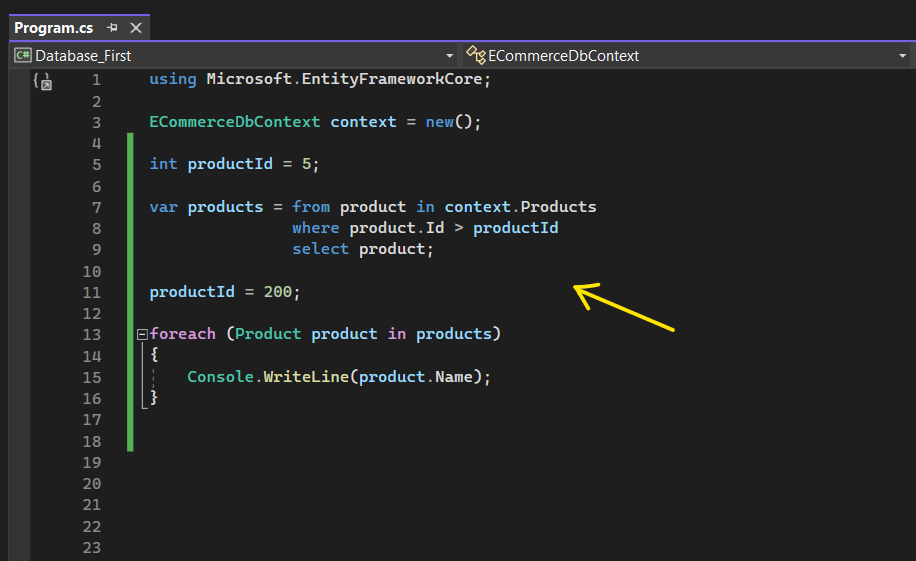 Program.cs
C# Database_First
ECommerceDbContext
1 using Microsoft.EntityFrameworkCore;
2
3 ECommerceDbContext context = new();
4
5 int productId = 5;
6
7 var products = from product in context.Products
8 where product.Id > productId
9 select product;
10
11 productId = 200;
12
13 foreach (Product product in products)
14 {
15 Console.WriteLine(product.Name);
16 }
17
18
19
20
21
22
23